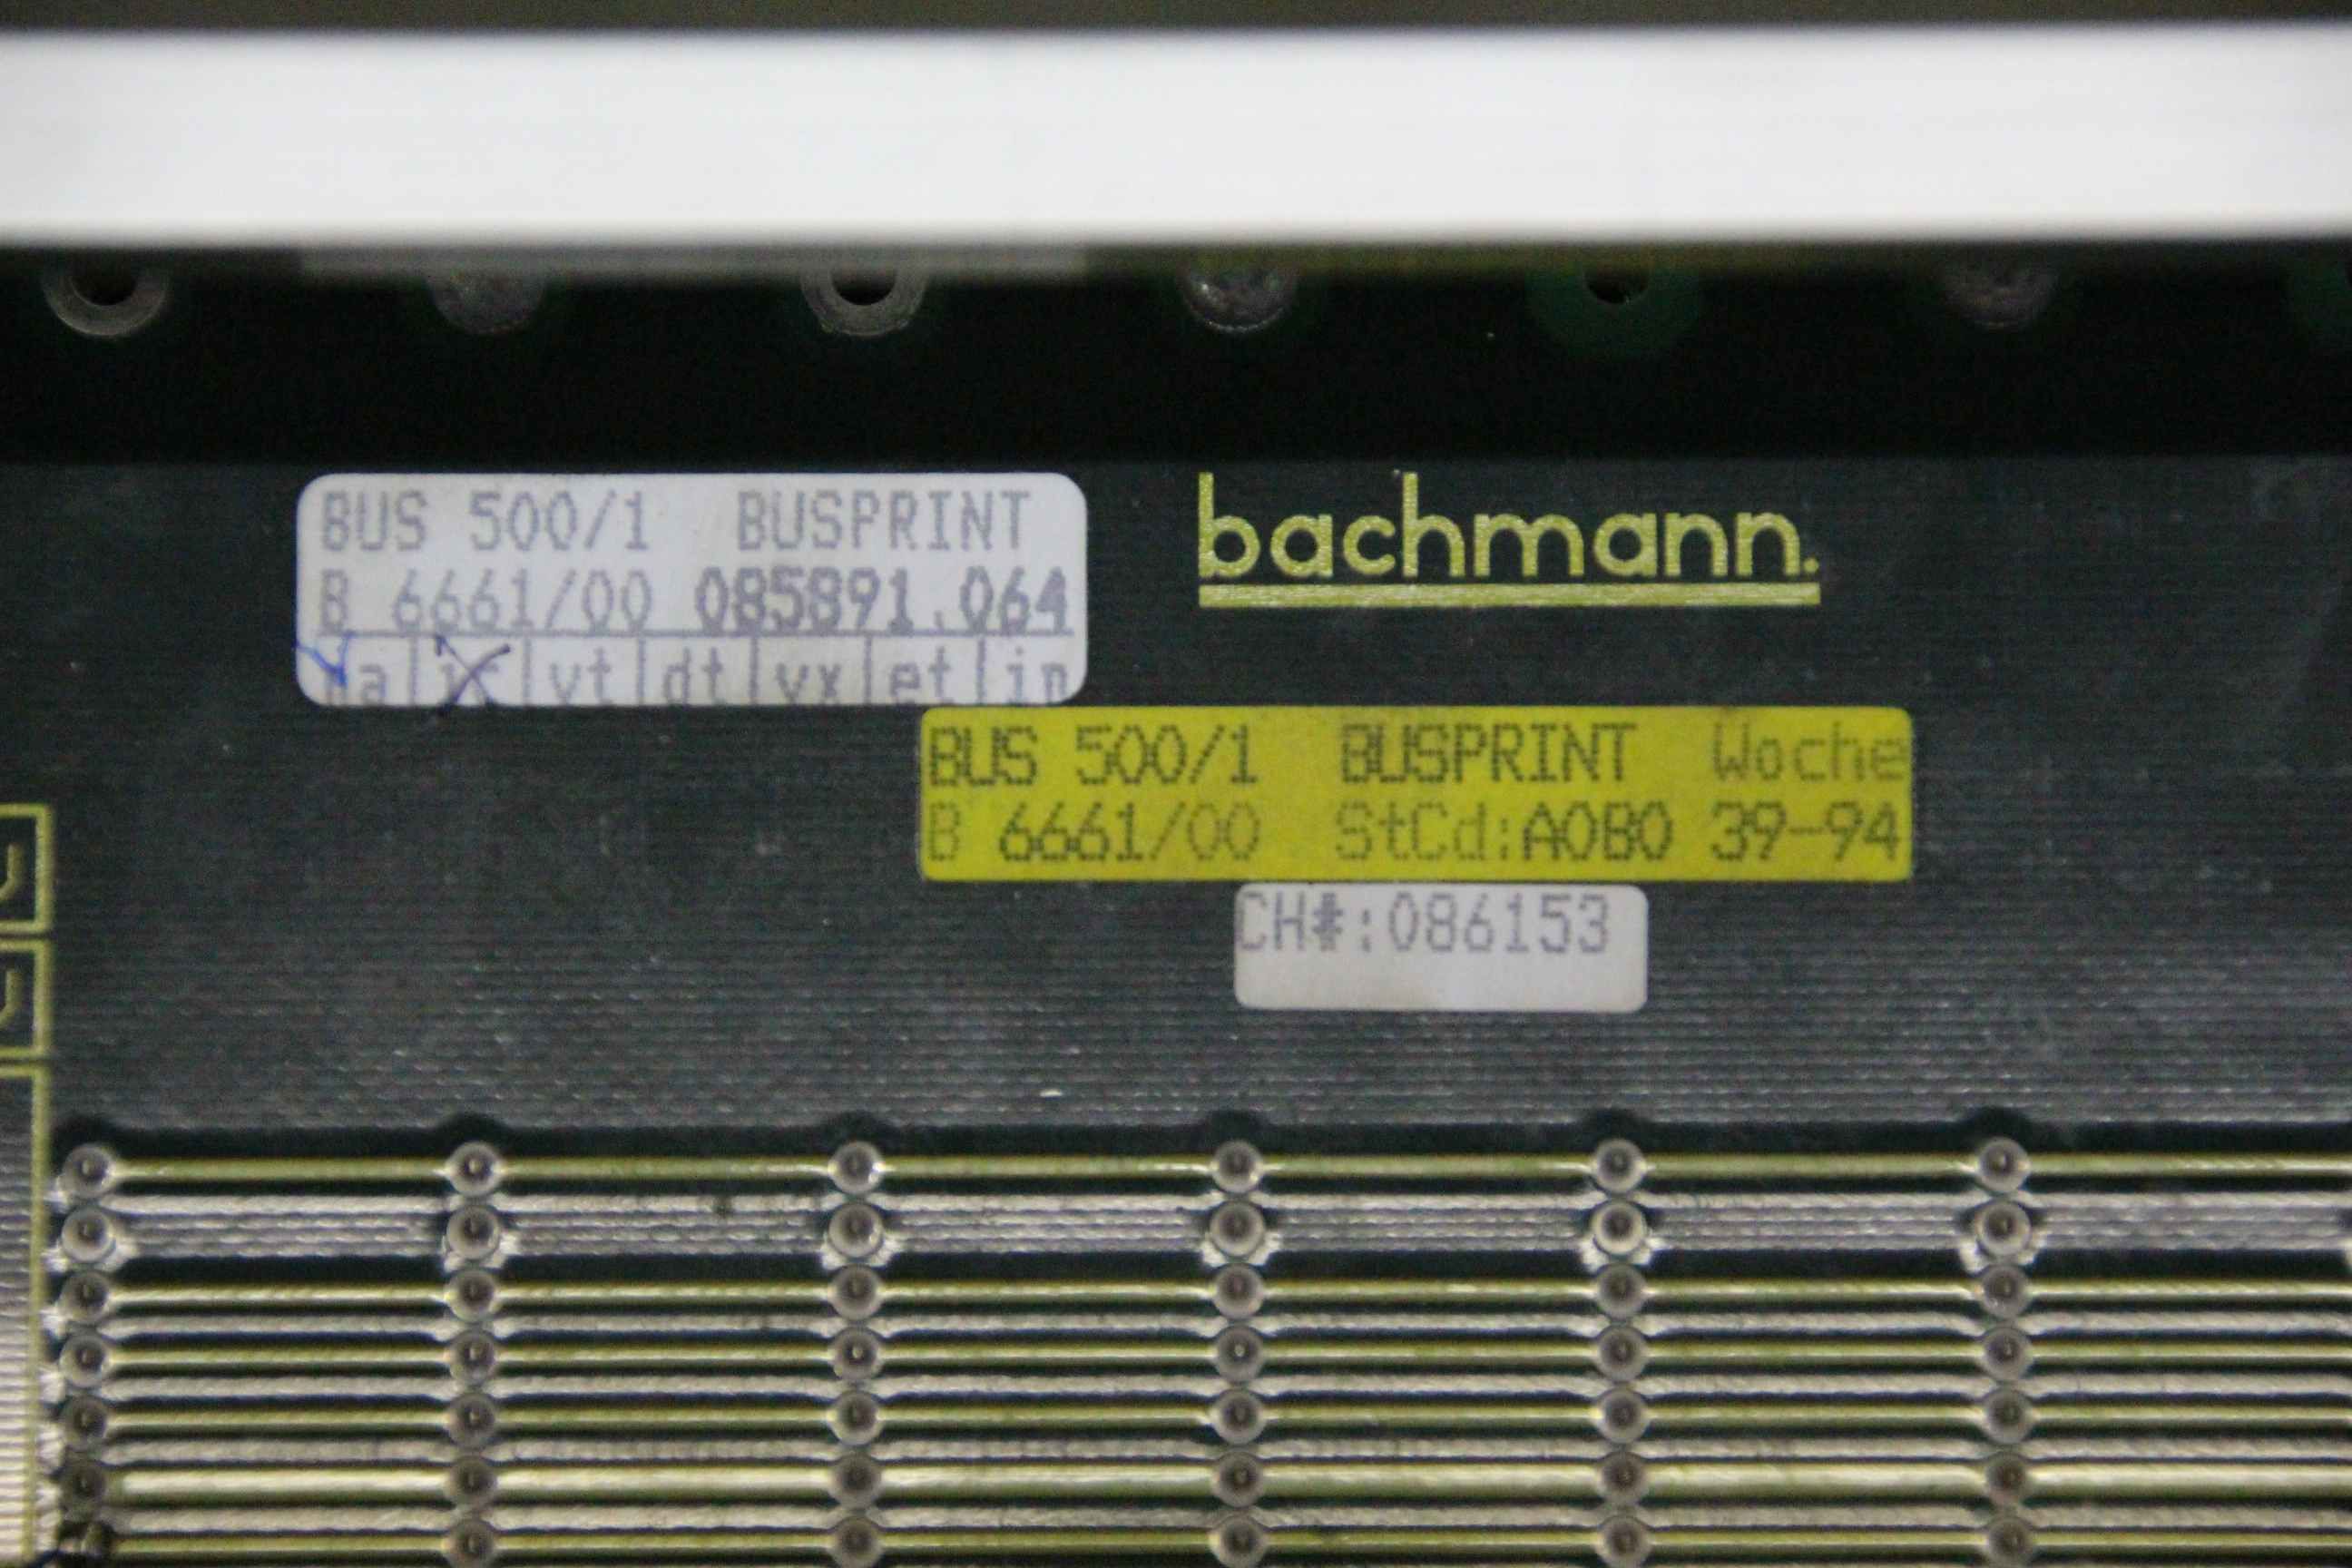 BUS 500/1 BUSPRINT
B 6661/00 085891.064
vt dt vx et in
bachmann.
BUS 500/1 BUSPRINT Woche
B 6661/00 StCd:A0B0 39-94
CH#:086153